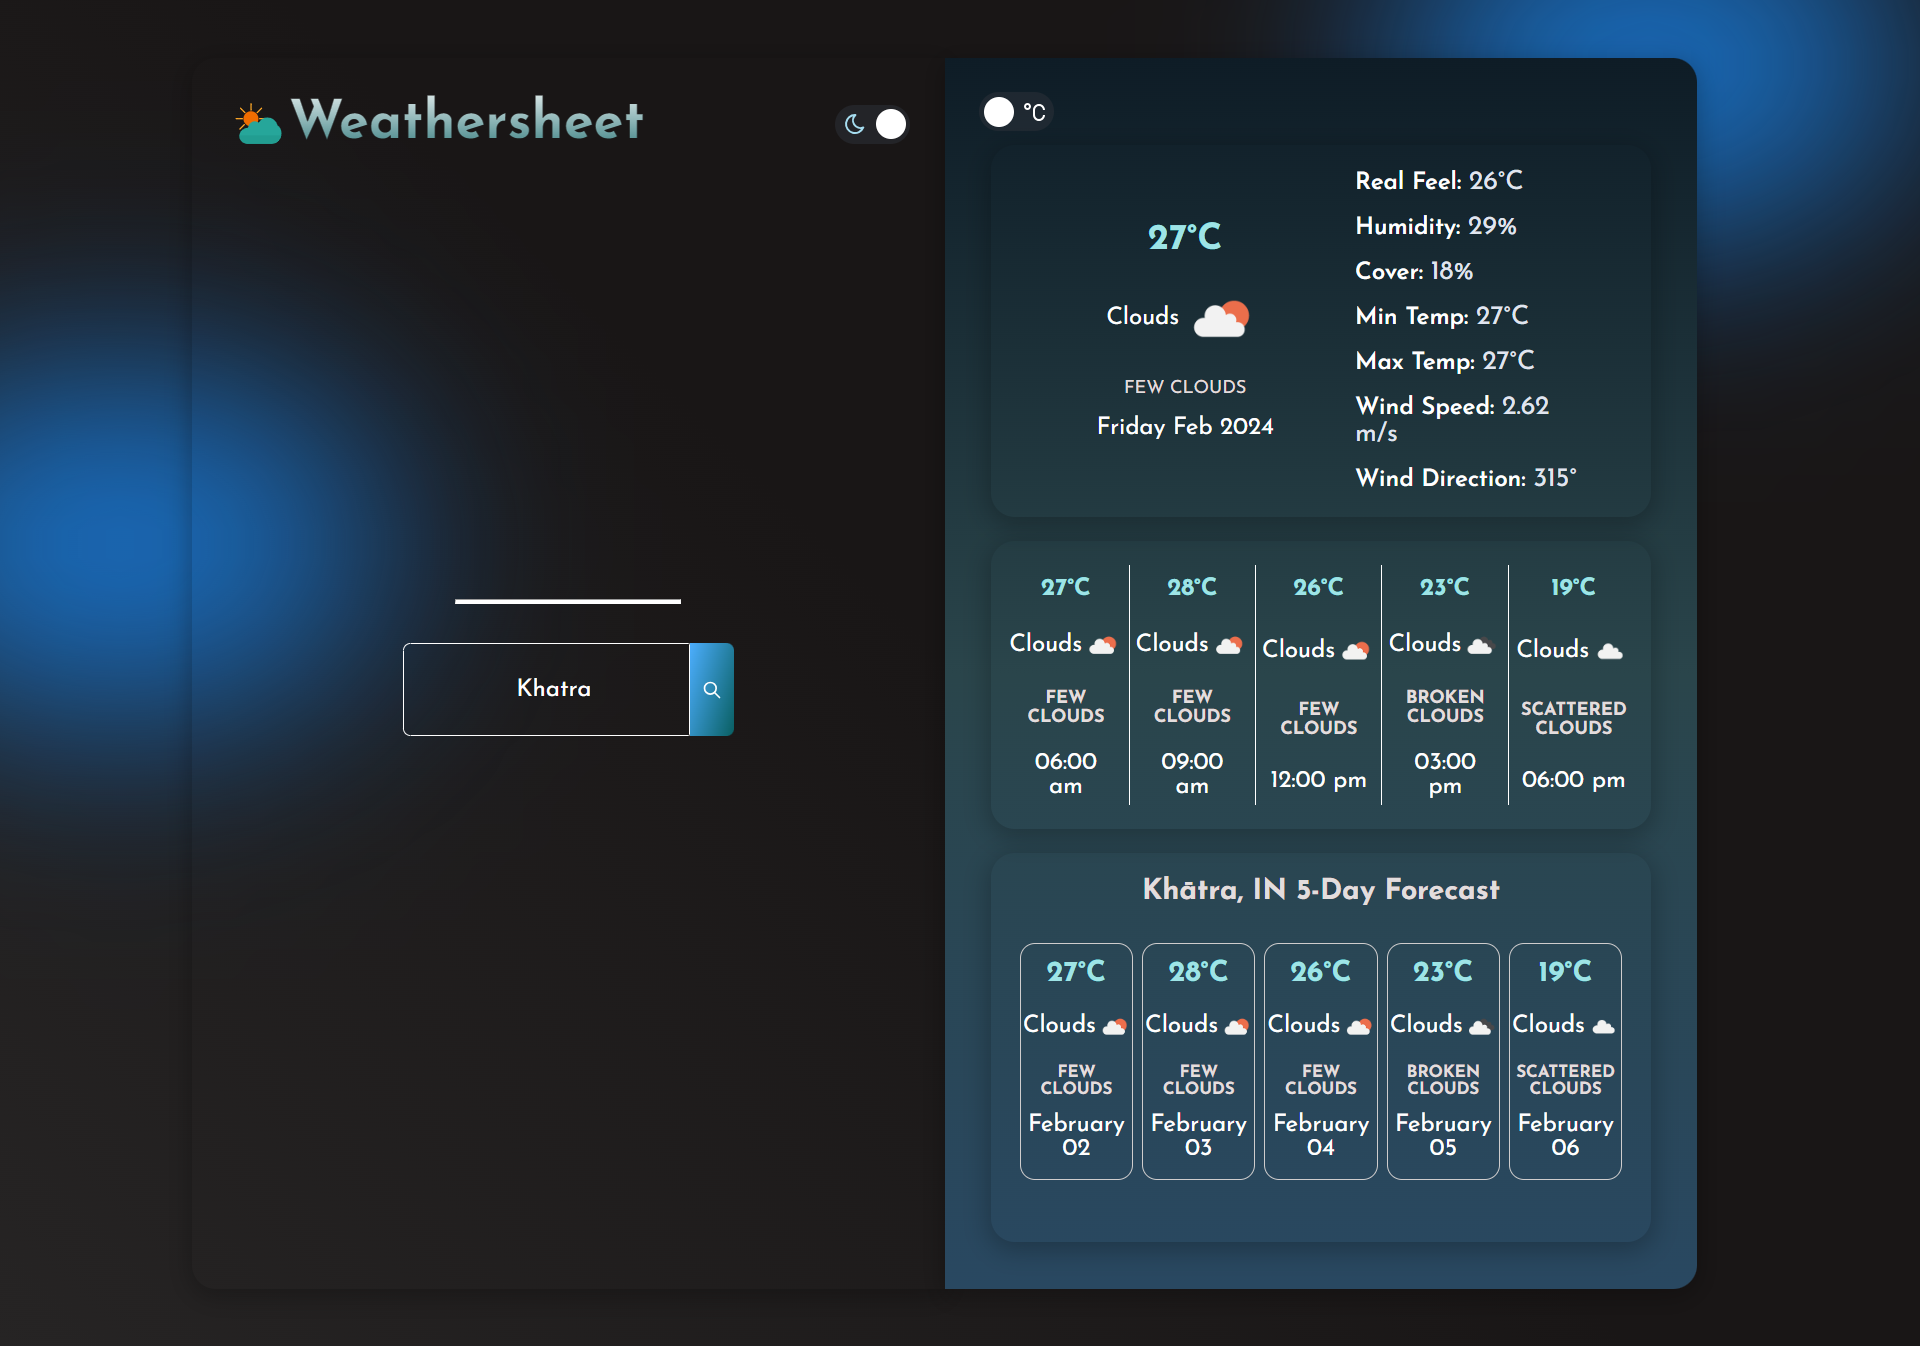 Weathersheet
Khatra
°C
27°C
Clouds
FEW CLOUDS
Friday Feb 2024
Real Feel: 26°C
Humidity: 29%
Cover: 18%
Min Temp: 27°C
Max Temp: 27°C
Wind Speed: 2.62
m/s
Wind Direction: 315°
27°C
Clouds
FEW
CLOUDS
06:00
am
28°C
Clouds
FEW
CLOUDS
09:00
am
26°C
Clouds
FEW
CLOUDS
12:00 pm
23°C
Clouds
BROKEN
CLOUDS
03:00
pm
19°C
Clouds
SCATTERED
CLOUDS
06:00 pm
Khātra, IN 5-Day Forecast
27°C
Clouds
FEW
CLOUDS
February
02
28°C
Clouds
FEW
CLOUDS
February
03
26°C
Clouds
FEW
CLOUDS
February
04
23°C
Clouds
BROKEN
CLOUDS
February
05
19°C
Clouds
SCATTERED
CLOUDS
February
06